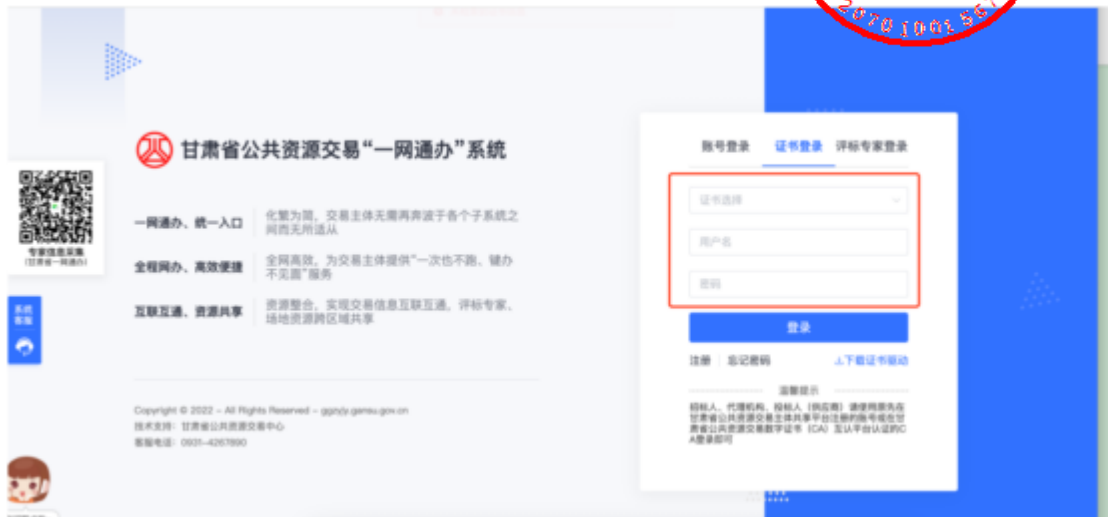 甘肃省公共资源交易“一网通办”系统
一网通办、统一入口
化繁为简，交易主体无需再奔波于各个子系统之
间而无所适从
全程网办、高效便捷
全网高效，为交易主体提供“一次也不跑、键办
不见面”服务
互联互通、资源共享
资源整合，实现交易信息互联互通，评标专家、
场地资源跨区域共享
Copyright © 2022 - All Rights Reserved - ggzyjy.gansu.gov.cn
技术支持：甘肃省公共资源交易中心
客服电话：0931-4267890
专家信息采集
(甘肃省一网通办)
系统
客服
账号登录 证书登录 评标专家登录
证书选择
用户名
密码
登录
注册 忘记密码 下载证书驱动
温馨提示
招标人、代理机构、投标人（供应商）请使用原先在
甘肃省公共资源交易主体共享平台注册的账号或在甘
肃省公共资源交易数字证书（CA）互认平台认证的C
A登录即可